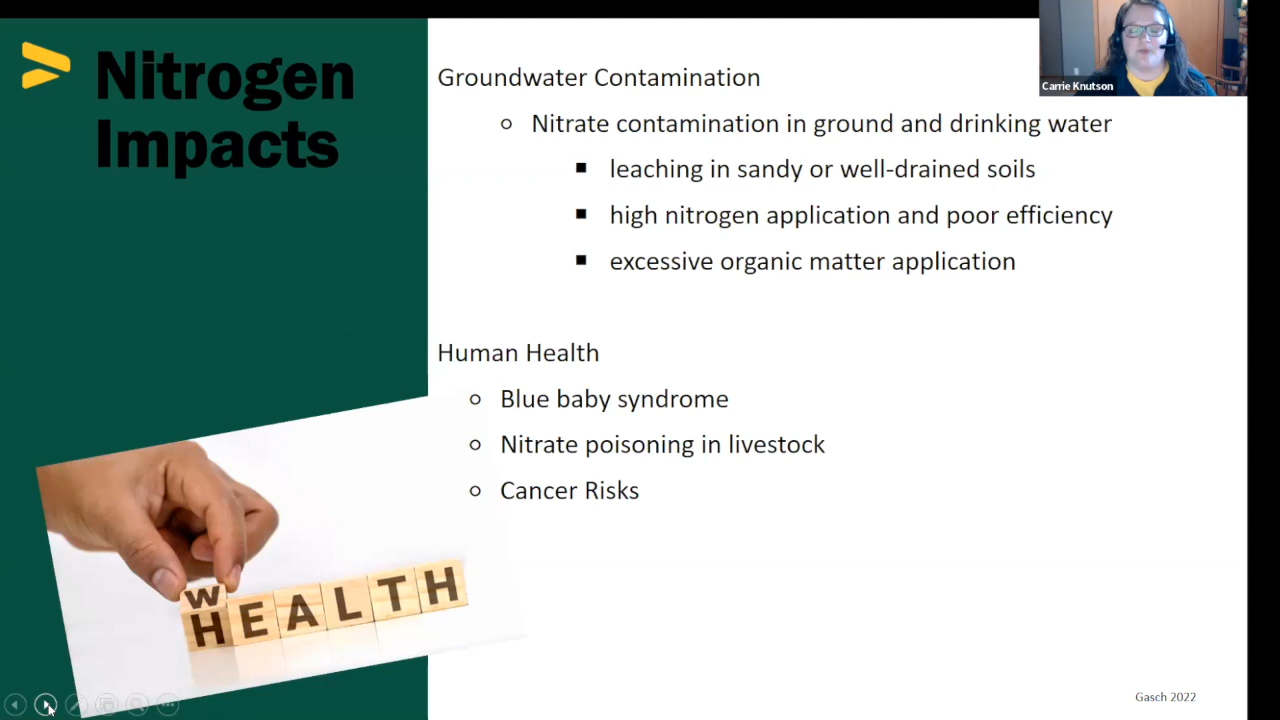 Nitrogen
Impacts
Groundwater Contamination
Nitrate contamination in ground and drinking water
leaching in sandy or well-drained soils
high nitrogen application and poor efficiency
excessive organic matter application
Human Health
Blue baby syndrome
Nitrate poisoning in livestock
Cancer Risks
Carrie Knutson
W
HEALTH
Gasch 2022